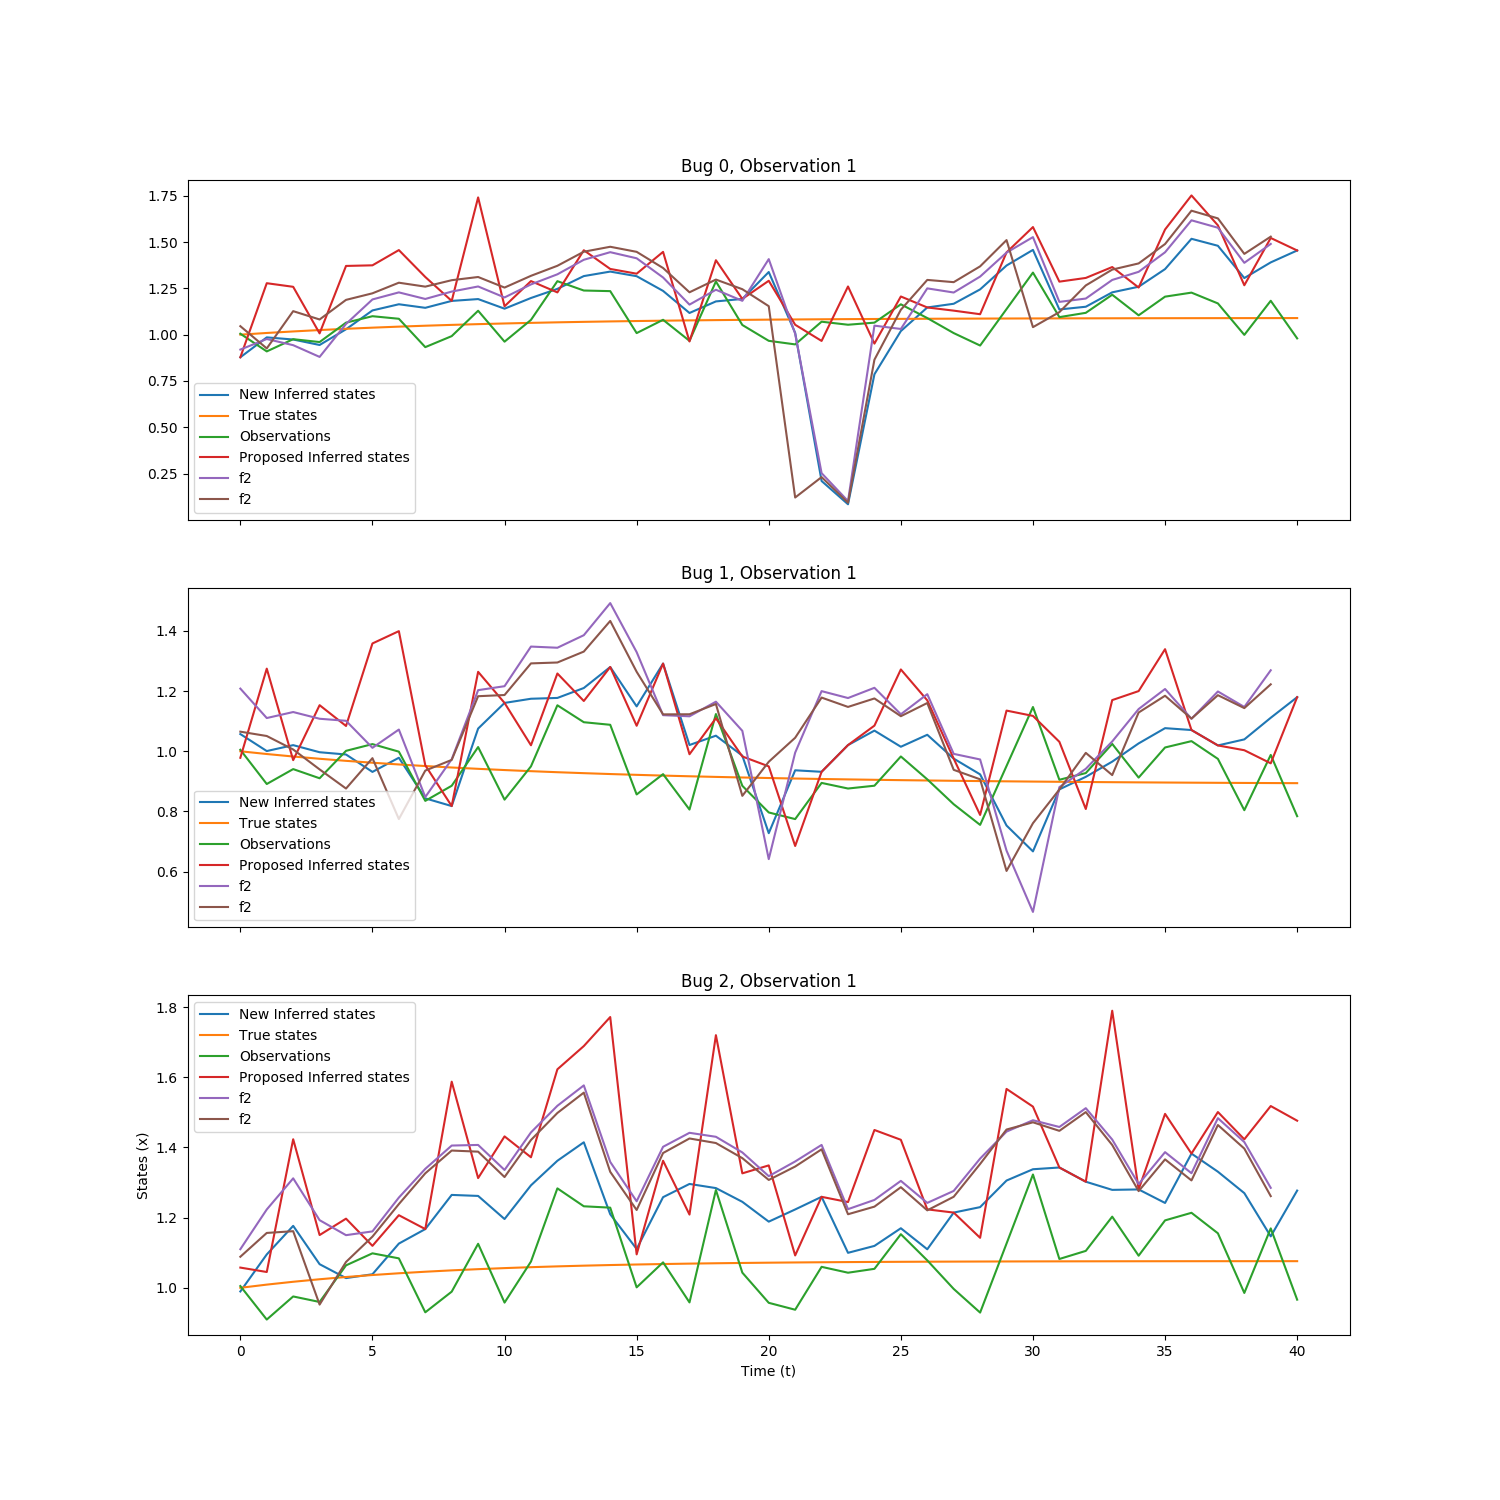 Bug 0, Observation 1
1.75
1.50
1.25
1.00
0.75
0.50
0.25
New Inferred states
True states
Observations
Proposed Inferred states
f2
f2
Bug 1, Observation 1
1.4
1.2
1.0
0.8
0.6
New Inferred states
True states
Observations
Proposed Inferred states
f2
f2
Bug 2, Observation 1
1.8
1.6
1.4
1.2
1.0
States (x)
New Inferred states
True states
Observations
Proposed Inferred states
f2
f2
0 5 10 15 20 25 30 35 40
Time (t)